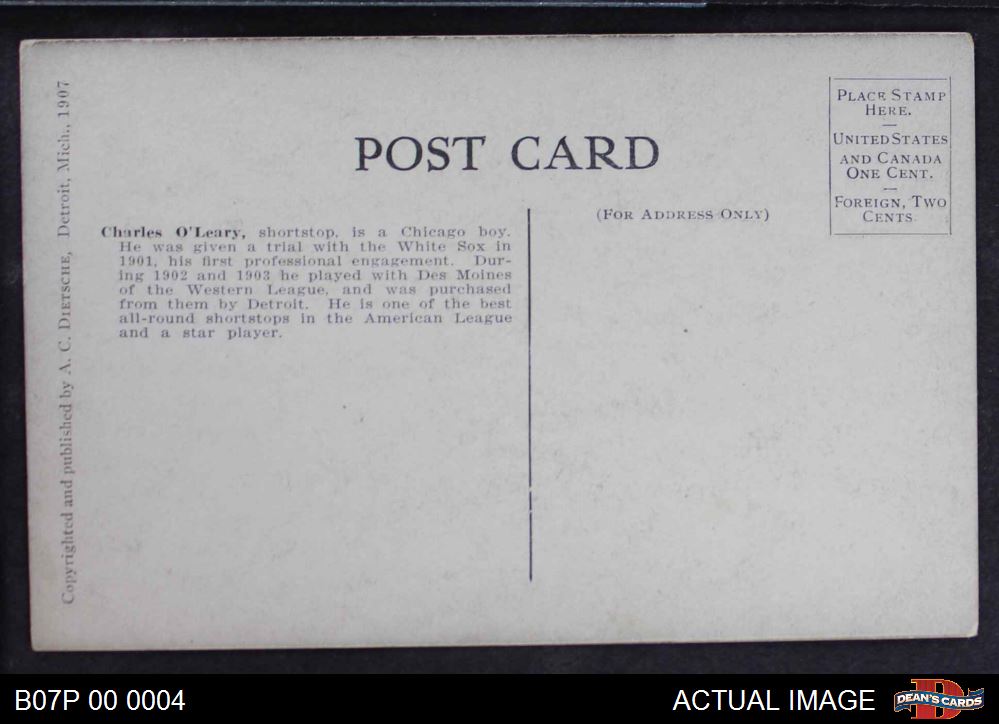 Copyrighted and published by A. C. DIETSCHE, Detroit, Mich., 1907
POST CARD
PLACE STAMP
HERE.
UNITED STATES
AND CANADA
ONE CENT.
FOREIGN, TWO
CENTS
(FOR ADDRESS ONLY)
Charles O'Leary, shortstop, is a Chicago boy.
He was given a trial with the White Sox in
1901, his first professional engagement. Dur-
ing 1902 and 1903 he played with Des Moines
of the Western League, and was purchased
from them by Detroit. He is one of the best
all-round shortstops in the American League
and a star player.
B07P 00 0004
ACTUAL IMAGE
D
DEAN'S CARDS